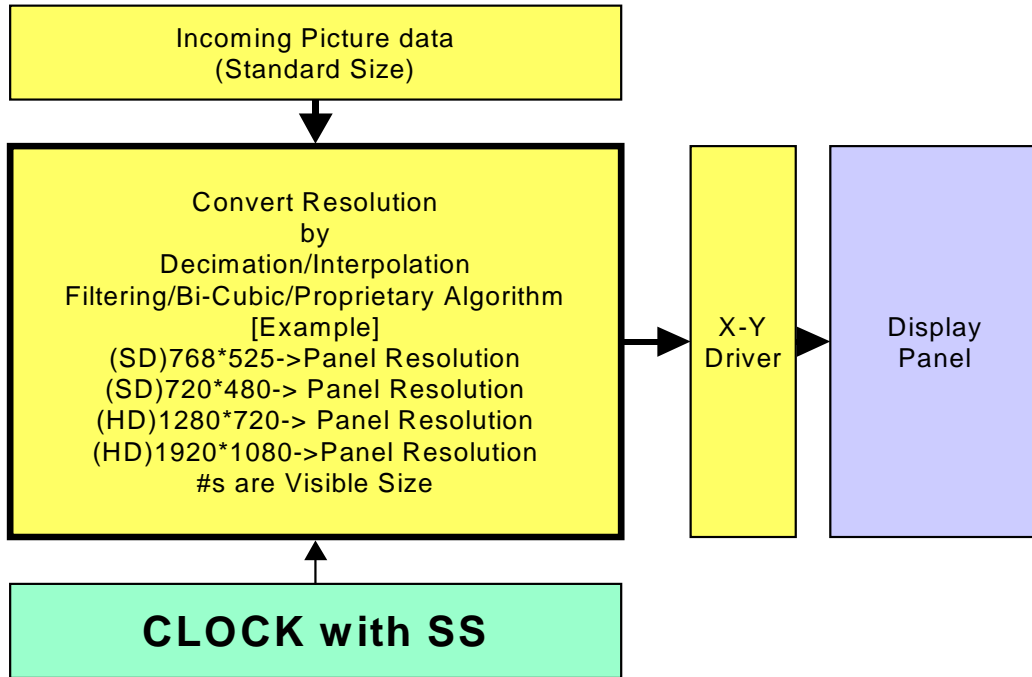 Incoming Picture data
(Standard Size)
Convert Resolution
by
Decimation/Interpolation
Filtering/Bi-Cubic/Proprietary Algorithm
[Example]
(SD)768*525->Panel Resolution
(SD)720*480-> Panel Resolution
(HD)1280*720-> Panel Resolution
(HD)1920*1080->Panel Resolution
#s are Visible Size
X-Y
Driver
Display
Panel
CLOCK with SS